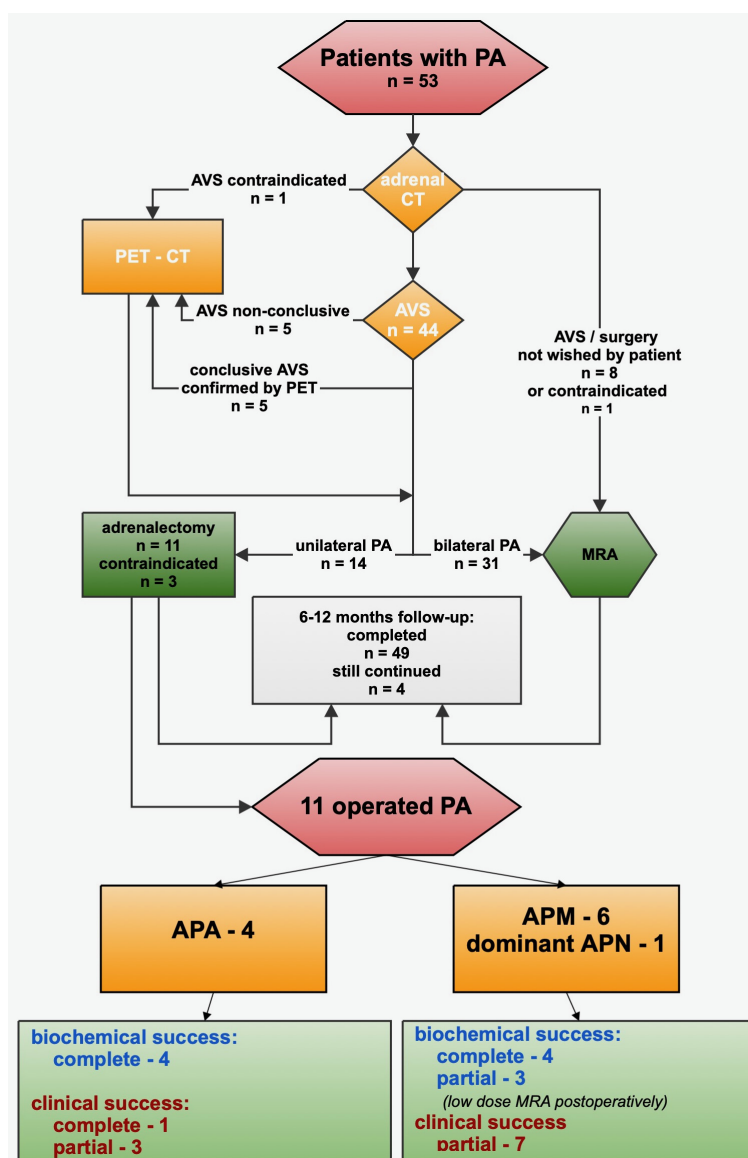 Patients with PA
n = 53
adrenal
CT
AVS contraindicated
n = 1
PET - CT
AVS
n = 44
AVS non-conclusive
n = 5
conclusive AVS
confirmed by PET
n = 5
AVS / surgery
not wished by patient
n = 8
or contraindicated
n = 1
adrenalectomy
n = 11
contraindicated
n = 3
unilateral PA
n = 14
bilateral PA
n = 31
MRA
6-12 months follow-up:
completed
n = 49
still continued
n = 4
11 operated PA
APA - 4
APM - 6
dominant APN - 1
biochemical success:
complete - 4
clinical success:
complete - 1
partial - 3
biochemical success:
complete - 4
partial - 3
(low dose MRA postoperatively)
clinical success
partial - 7